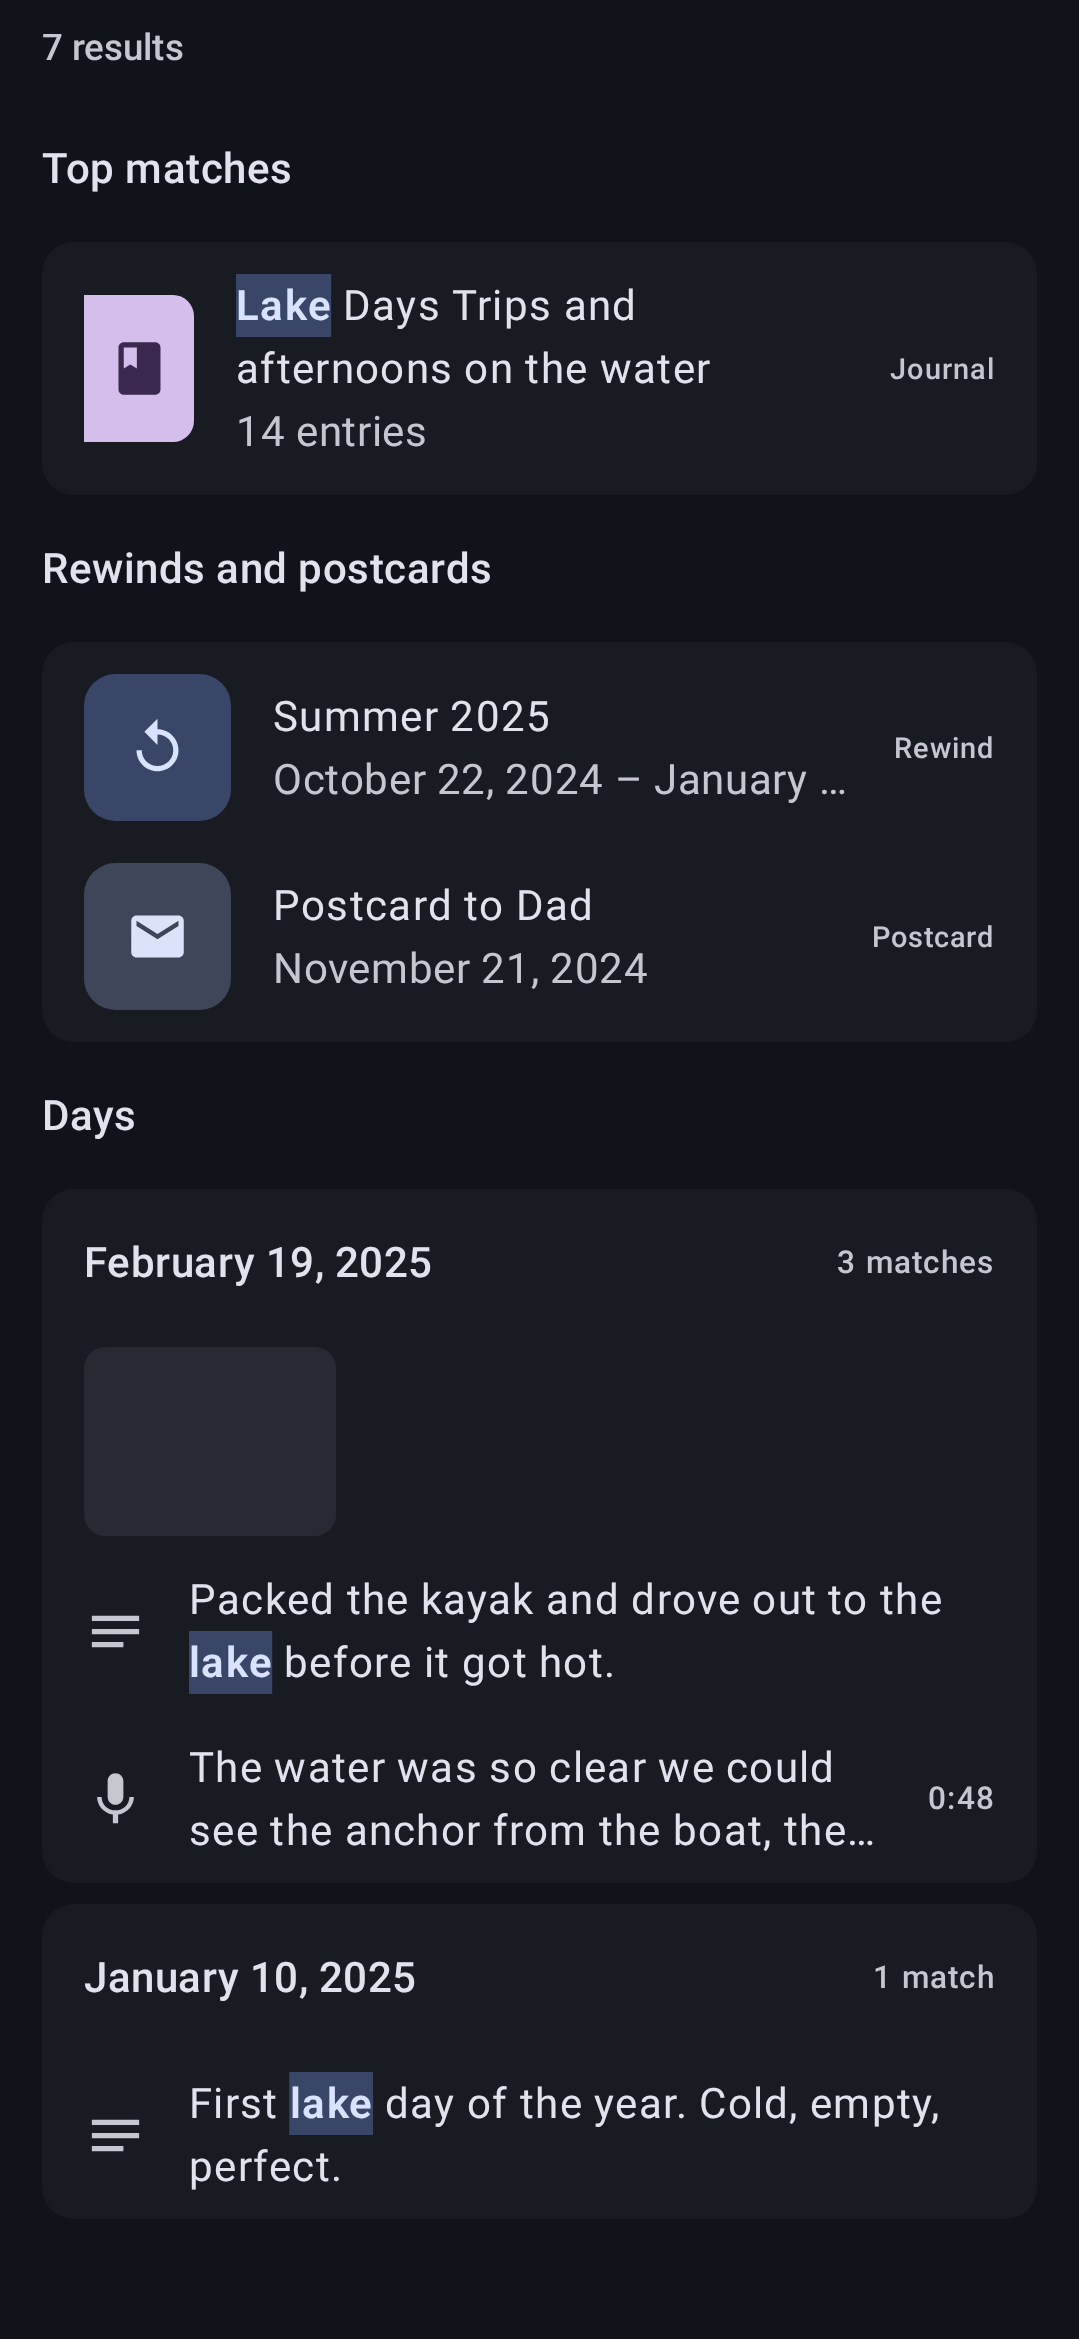 7 results
Top matches
Lake Days Trips and
afternoons on the water
14 entries
Journal
Rewinds and postcards
Summer 2025
October 22, 2024 – January …
Rewind
Postcard to Dad
November 21, 2024
Postcard
Days
February 19, 2025
3 matches
Packed the kayak and drove out to the
lake before it got hot.
The water was so clear we could
see the anchor from the boat, the…
0:48
January 10, 2025
1 match
First lake day of the year. Cold, empty,
perfect.